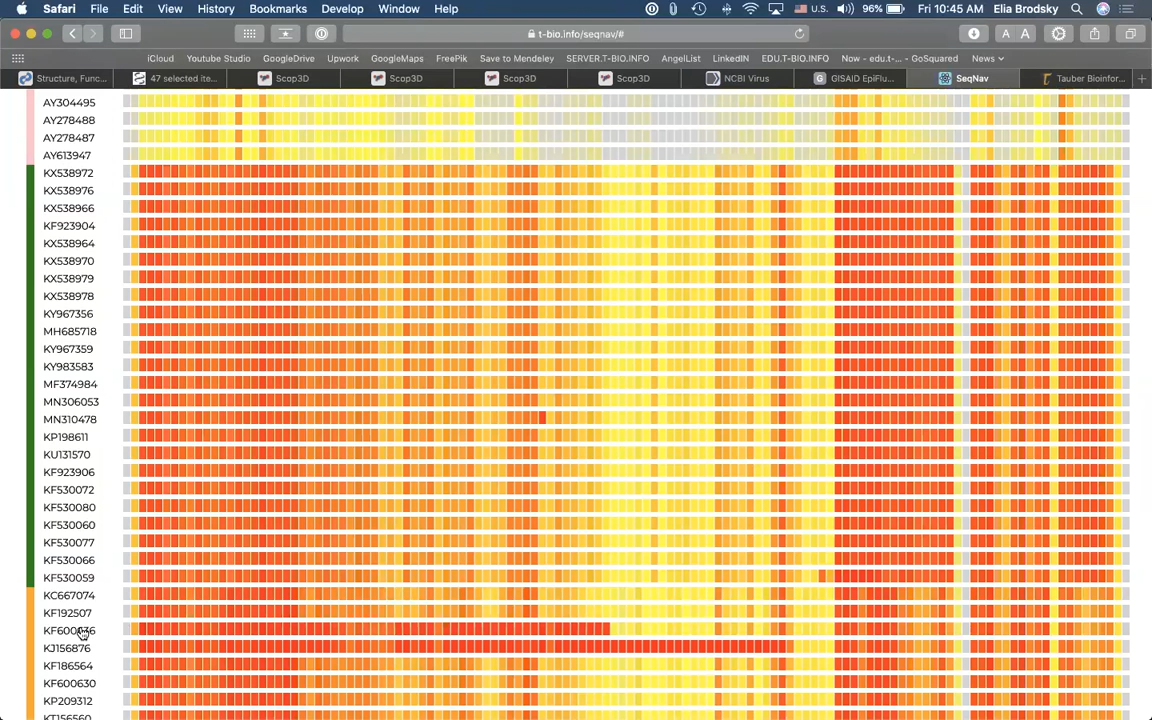 Safari File Edit View History Bookmarks Develop Window Help U.S. 96% Fri 10:45 AM Elia Brodsky
t-bio.info/seqnav/# A A
iCloud Youtube Studio GoogleDrive Upwork GoogleMaps FreePik Save to Mendeley SERVER.T-BIO.INFO AngelList LinkedIN EDU.T-BIO.INFO Now - edu.t-... - GoSquared News
Structure, Func... 47 selected ite... Scop3D Scop3D Scop3D Scop3D NCBI Virus GISAID EpiFlu... SeqNav Tauber Bioinfor...
AY304495
AY278488
AY278487
AY613947
KX538972
KX538976
KX538966
KF923904
KX538964
KX538970
KX538979
KX538978
KY967356
MH685718
KY967359
KY983583
MF374984
MN306053
MN310478
KP198611
KU131570
KF923906
KF530072
KF530080
KF530060
KF530077
KF530066
KF530059
KC667074
KF192507
KJ156876
KF186564
KF600630
KP209312
KT156560